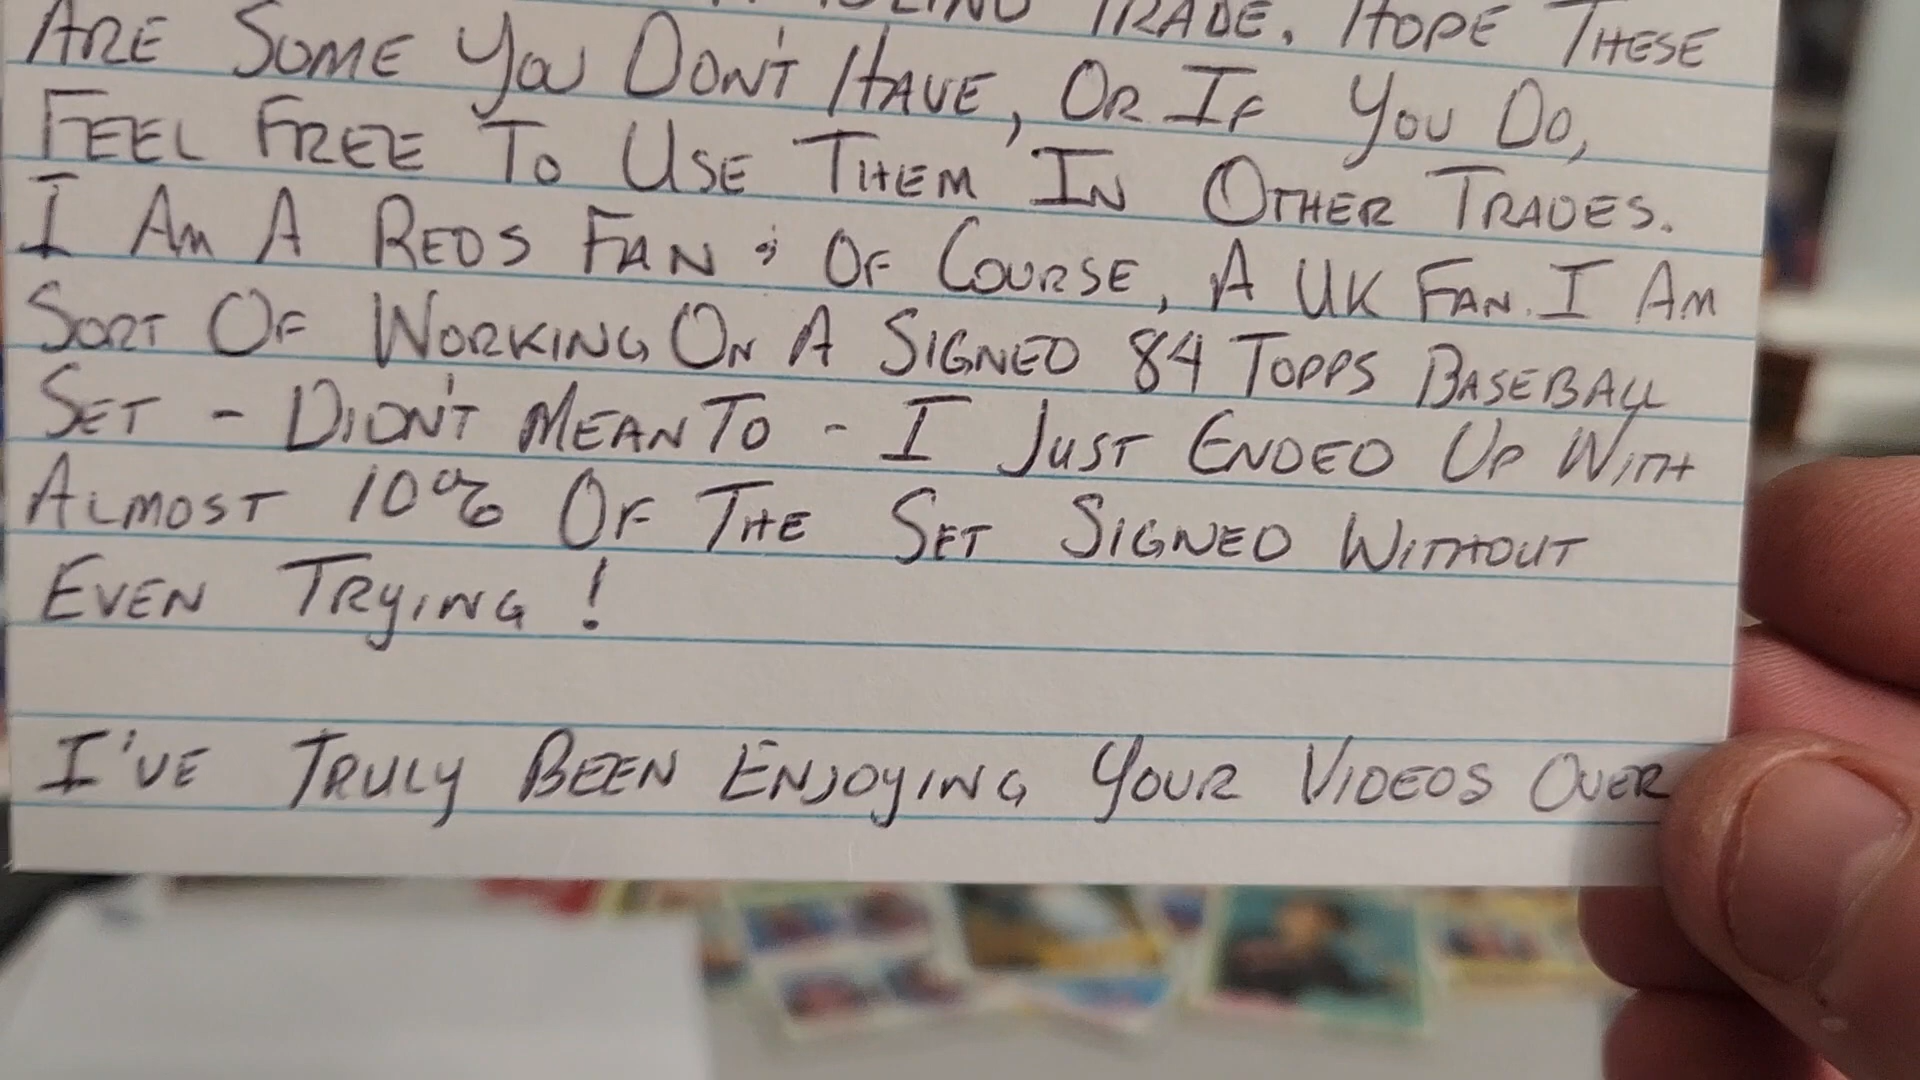 TRADE. HOPE THESE
ARE SOME YOU DON'T HAVE, OR IF YOU DO,
FEEL FREE TO USE THEM IN OTHER TRADES.
I AM A REDS FAN & OF COURSE, A UK FAN. I AM
SORT OF WORKING ON A SIGNED 84 TOPPS BASEBALL
SET - DIDN'T MEAN TO - I JUST ENDED UP WITH
ALMOST 10% OF THE SET SIGNED WITHOUT
EVEN TRYING!
I'VE TRULY BEEN ENJOYING YOUR VIDEOS OVER